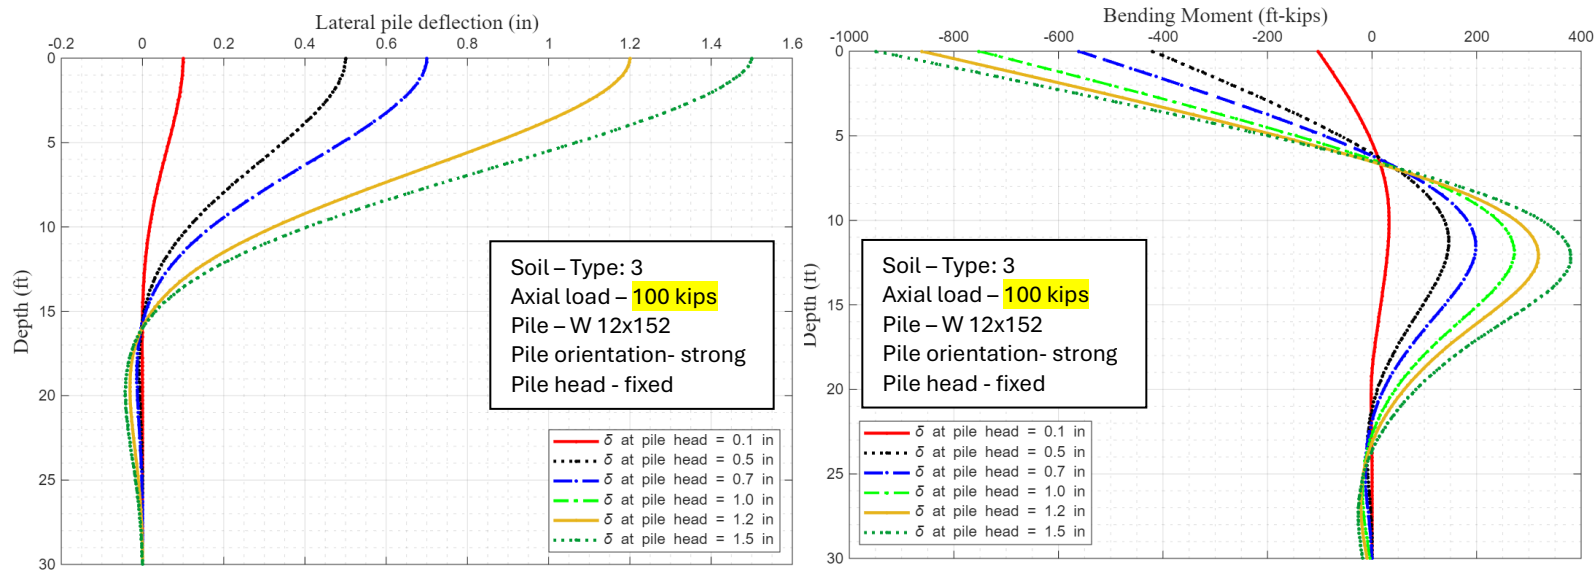 Lateral pile deflection (in)
-0.2 0 0.2 0.4 0.6 0.8 1 1.2 1.4 1.6
0
5
10
15
20
25
30
Depth (ft)
Soil – Type: 3
Axial load – 100 kips
Pile – W 12x152
Pile orientation- strong
Pile head - fixed
δ at pile head = 0.1 in
δ at pile head = 0.5 in
δ at pile head = 0.7 in
δ at pile head = 1.0 in
δ at pile head = 1.2 in
δ at pile head = 1.5 in
Bending Moment (ft-kips)
-1000 -800 -600 -400 -200 0 200 400
0
5
10
15
20
25
30
Depth (ft)
Soil – Type: 3
Axial load – 100 kips
Pile – W 12x152
Pile orientation- strong
Pile head - fixed
δ at pile head = 0.1 in
δ at pile head = 0.5 in
δ at pile head = 0.7 in
δ at pile head = 1.0 in
δ at pile head = 1.2 in
δ at pile head = 1.5 in